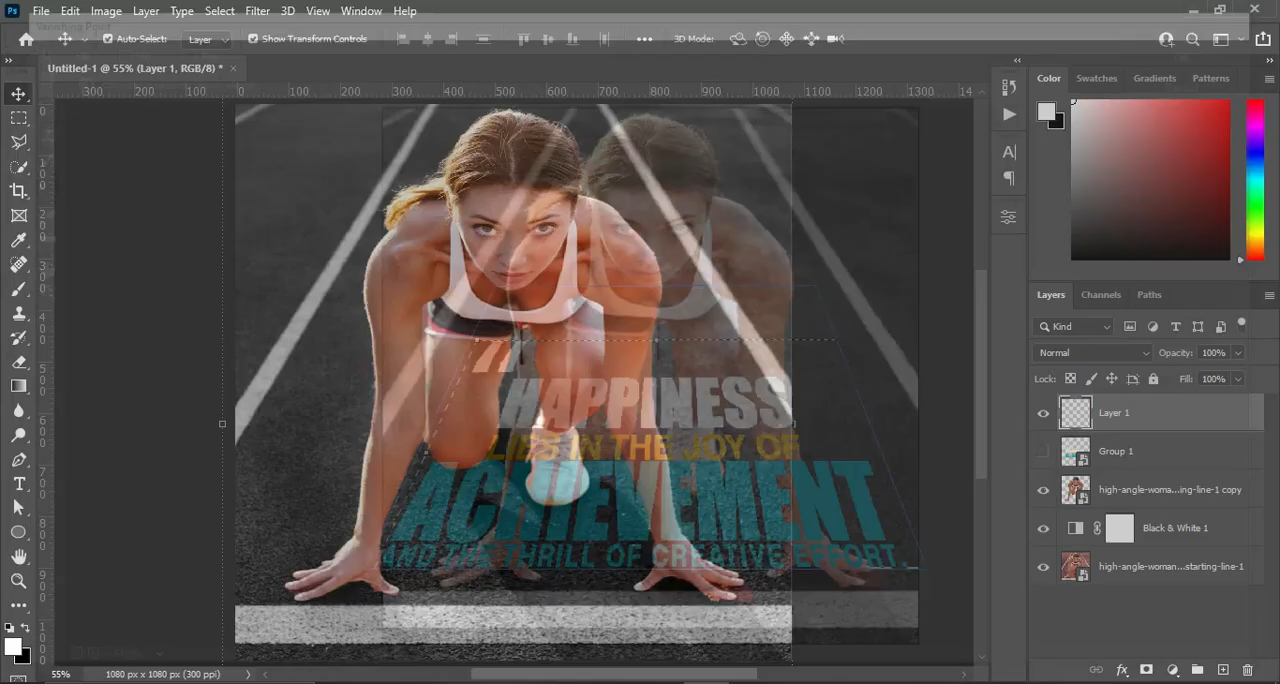 Ps File Edit Image Layer Type Select Filter 3D View Window Help
Vanishing Point
Auto-Select: Layer Show Transform Controls 3D Mode:
Untitled-1 @ 55% (Layer 1, RGB/8) * ×
300 200 100 0 100 200 300 400 500 600 700 800 900 1000 1100 1200 1300 14
Color Swatches Gradients Patterns
"HAPPINESS
LIES IN THE JOY OF
ACHIEVEMENT
AND THE THRILL OF CREATIVE EFFORT.
Layers Channels Paths
Kind
Normal Opacity: 100%
Lock: Fill: 100%
Layer 1
Group 1
high-angle-woma...ing-line-1 copy
Black & White 1
high-angle-woman...starting-line-1
55% 1080 px x 1080 px (300 ppi)